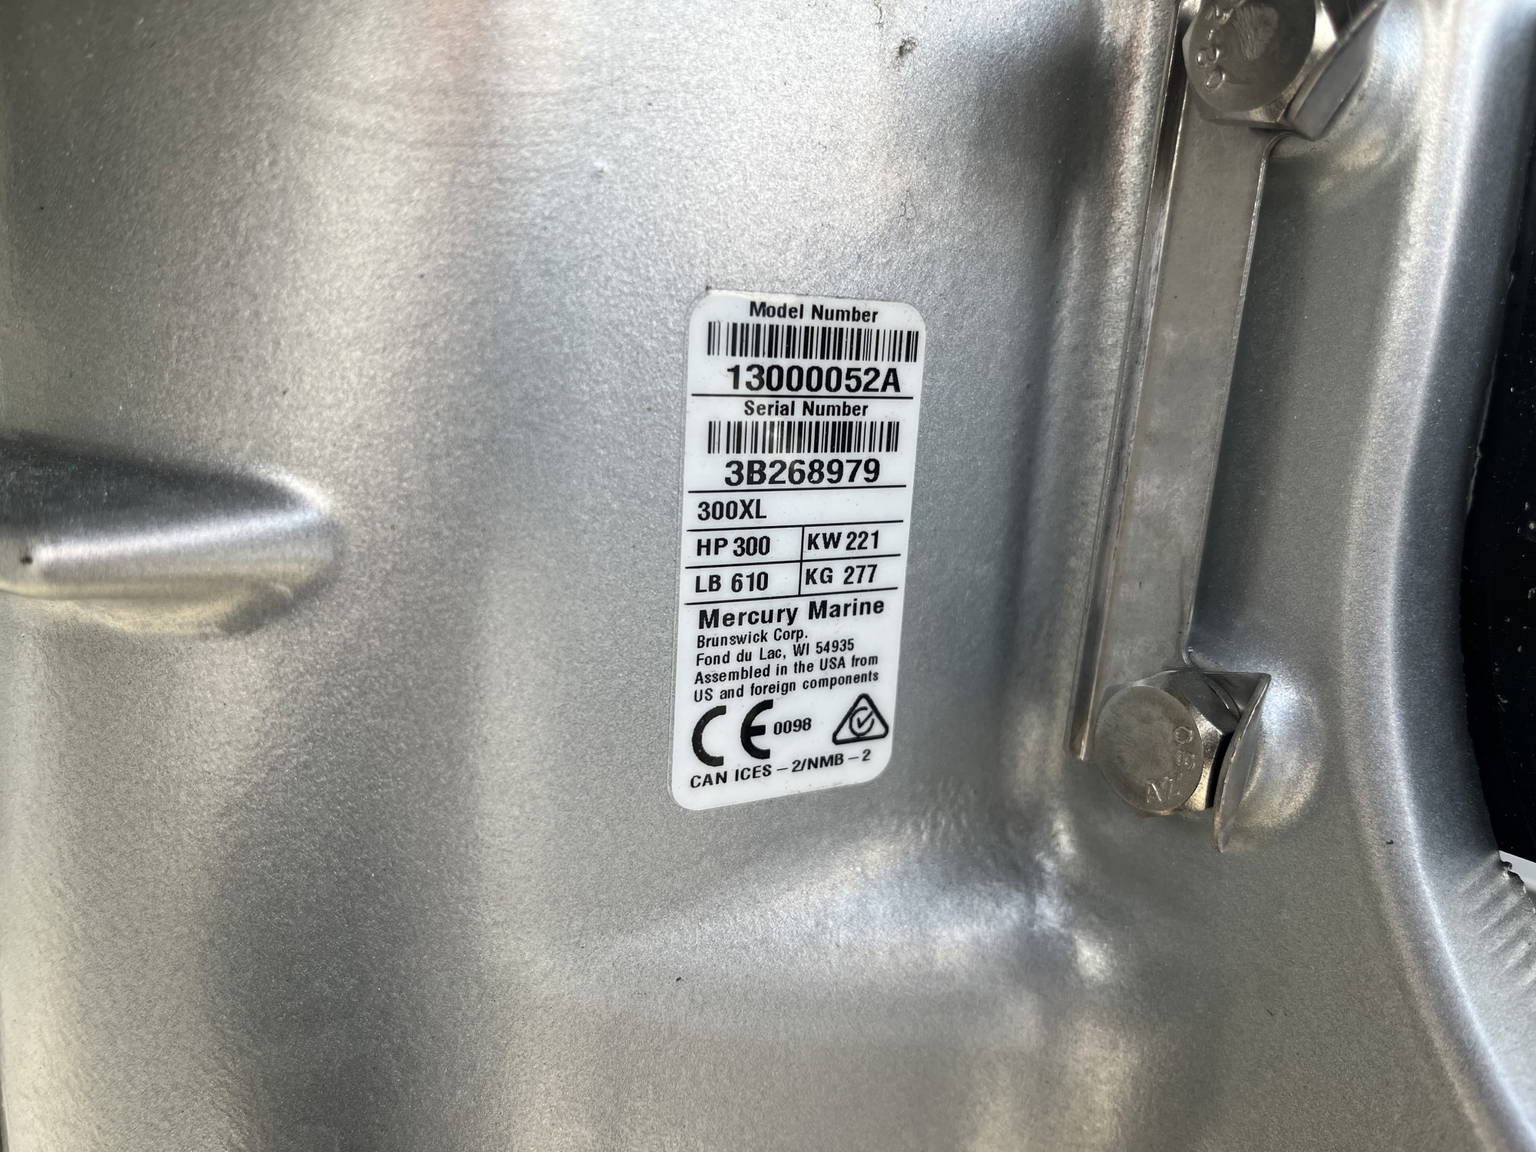 Model Number
13000052A
Serial Number
3B268979
300XL
HP 300 KW 221
LB 610 KG 277
Mercury Marine
Brunswick Corp.
Fond du Lac, WI 54935
Assembled in the USA from
US and foreign components
CE 0098
CAN ICES – 2/NMB – 2